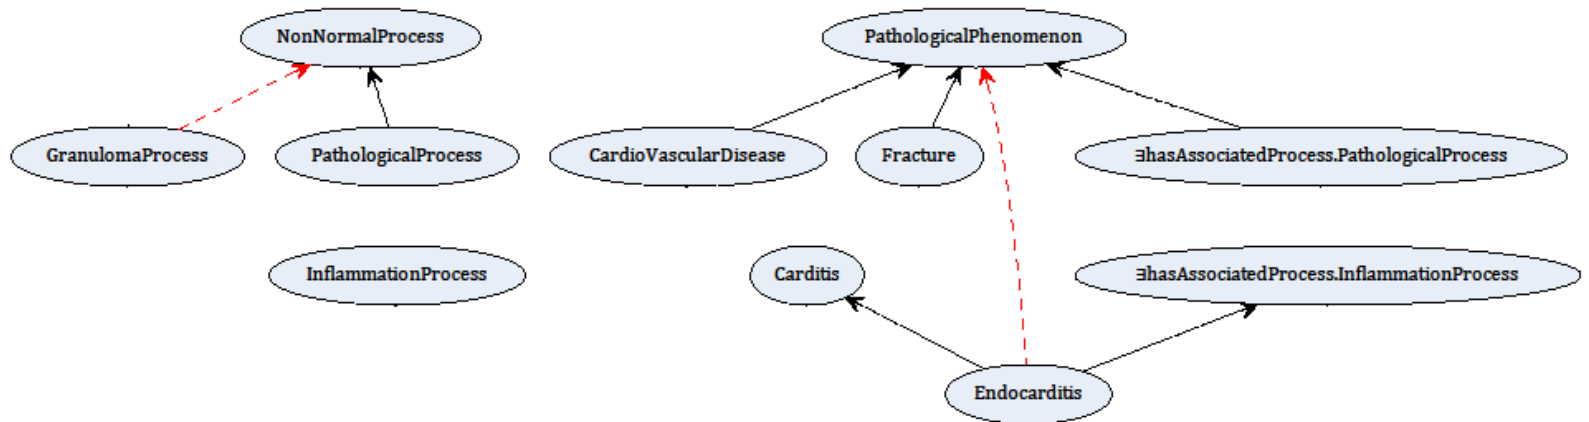 NonNormalProcess
PathologicalPhenomenon
GranulomaProcess
PathologicalProcess
CardioVascularDisease
Fracture
∃hasAssociatedProcess.PathologicalProcess
InflammationProcess
Carditis
∃hasAssociatedProcess.InflammationProcess
Endocarditis